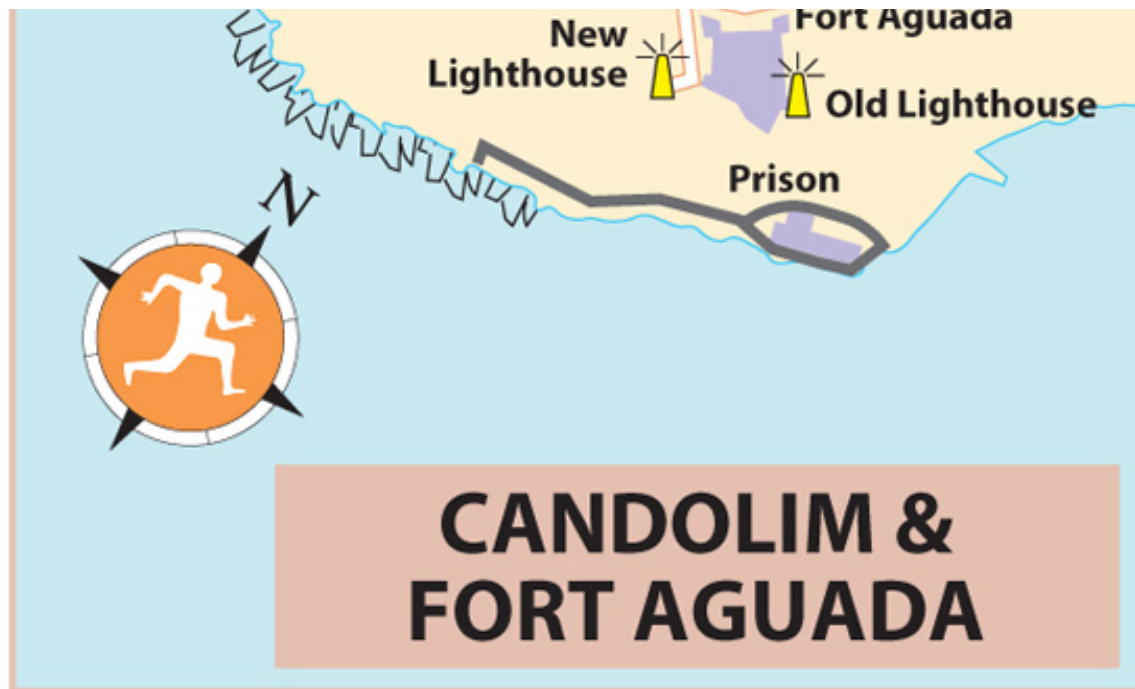 Fort Aguada
New
Lighthouse
Old Lighthouse
Prison
N
CANDOLIM &
FORT AGUADA